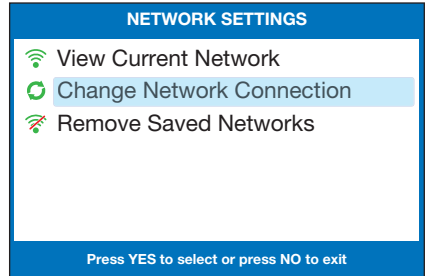 NETWORK SETTINGS
View Current Network
Change Network Connection
Remove Saved Networks
Press YES to select or press NO to exit